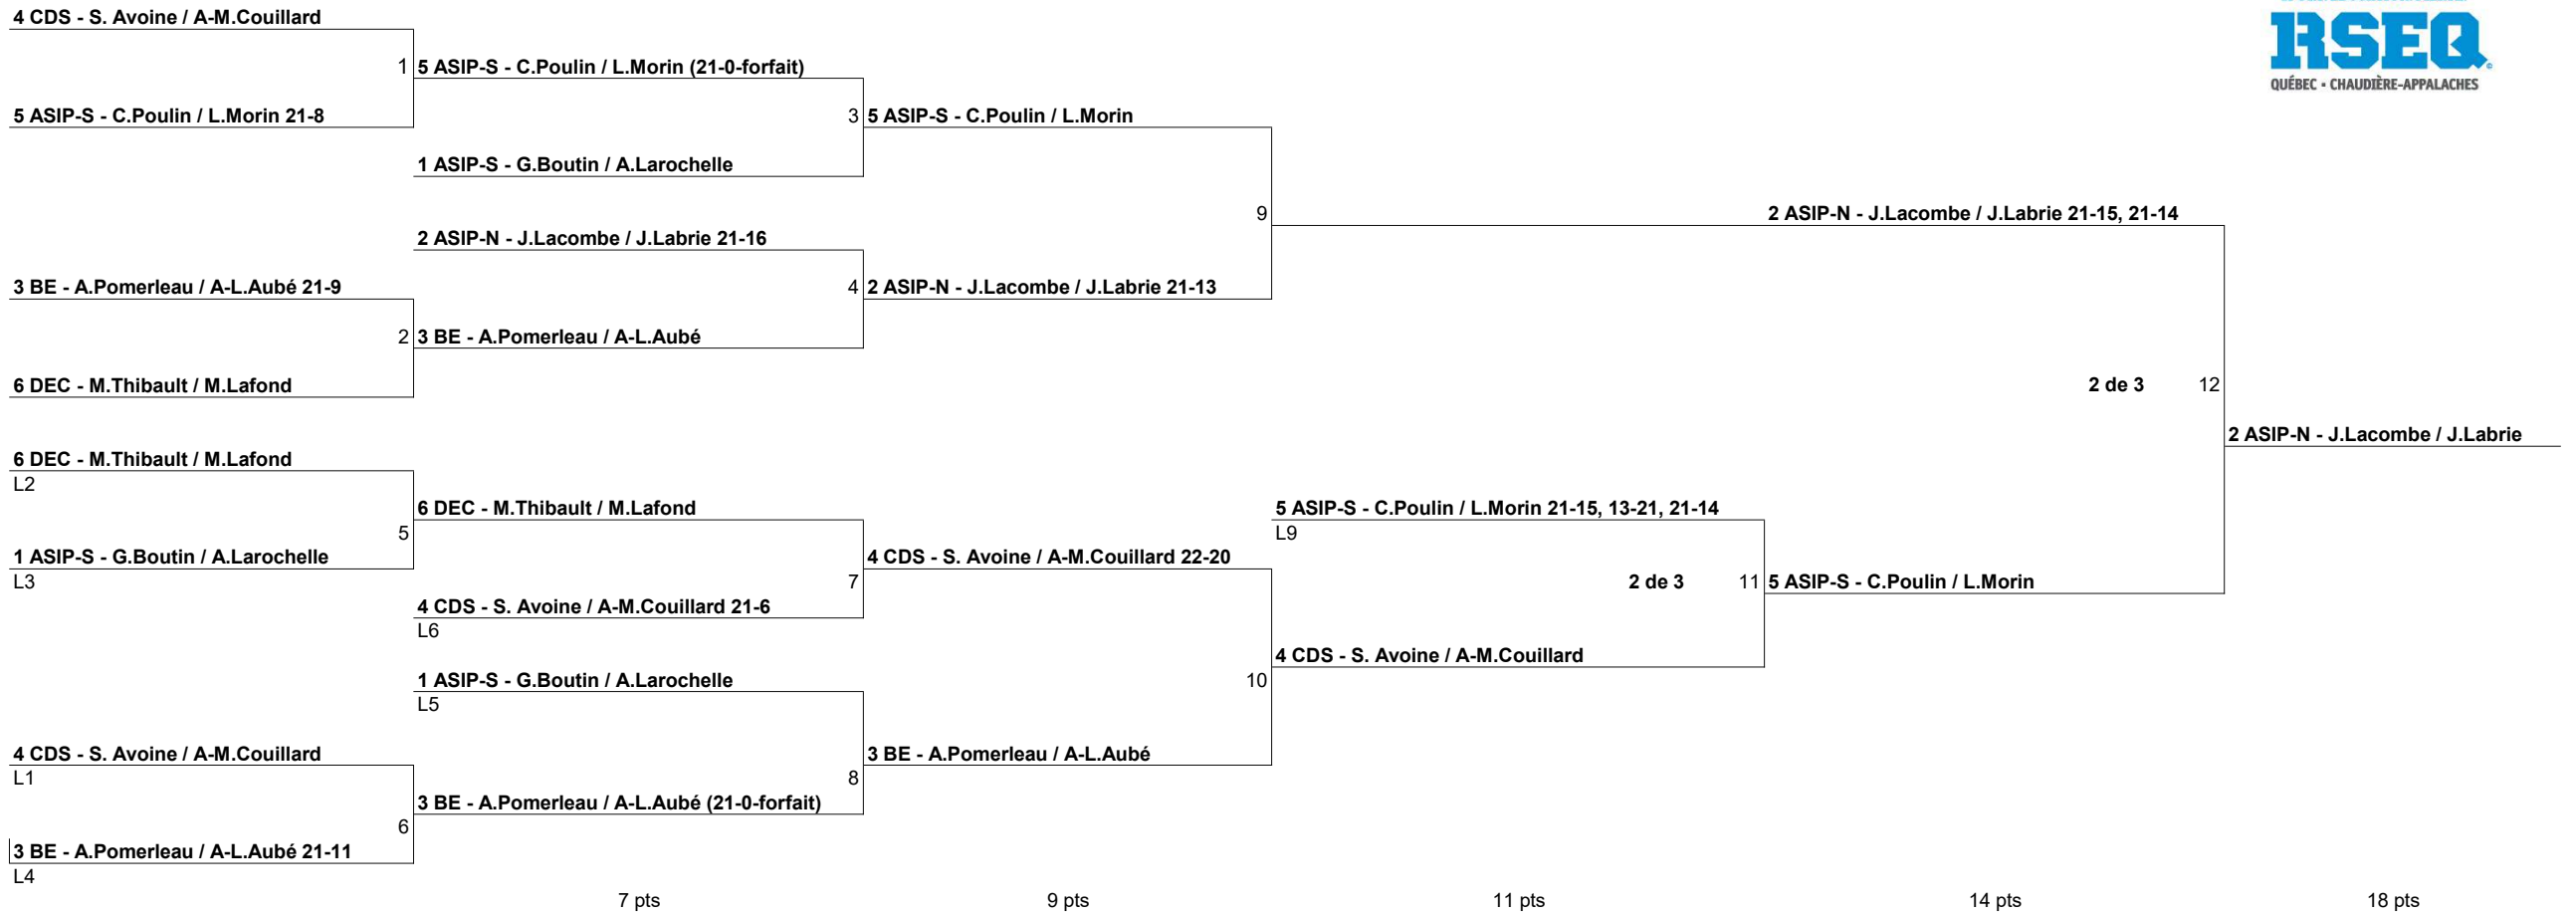 4 CDS - S. Avoine / A-M.Couillard
1 5 ASIP-S - C.Poulin / L.Morin (21-0-forfait)
5 ASIP-S - C.Poulin / L.Morin 21-8
3 5 ASIP-S - C.Poulin / L.Morin
1 ASIP-S - G.Boutin / A.Larochelle
RSEQ
QUÉBEC • CHAUDIÈRE-APPALACHES
9
2 ASIP-N - J.Lacombe / J.Labrie 21-15, 21-14
2 ASIP-N - J.Lacombe / J.Labrie 21-16
3 BE - A.Pomerleau / A-L.Aubé 21-9
4 2 ASIP-N - J.Lacombe / J.Labrie 21-13
2 3 BE - A.Pomerleau / A-L.Aubé
6 DEC - M.Thibault / M.Lafond
2 de 3 12
2 ASIP-N - J.Lacombe / J.Labrie
6 DEC - M.Thibault / M.Lafond
L2
6 DEC - M.Thibault / M.Lafond
5
1 ASIP-S - G.Boutin / A.Larochelle
L3
5 ASIP-S - C.Poulin / L.Morin 21-15, 13-21, 21-14
L9
4 CDS - S. Avoine / A-M.Couillard 22-20
7
2 de 3 11 5 ASIP-S - C.Poulin / L.Morin
4 CDS - S. Avoine / A-M.Couillard 21-6
L6
4 CDS - S. Avoine / A-M.Couillard
1 ASIP-S - G.Boutin / A.Larochelle
L5
10
4 CDS - S. Avoine / A-M.Couillard
L1
3 BE - A.Pomerleau / A-L.Aubé
8
3 BE - A.Pomerleau / A-L.Aubé (21-0-forfait)
6
3 BE - A.Pomerleau / A-L.Aubé 21-11
L4
7 pts 9 pts 11 pts 14 pts 18 pts